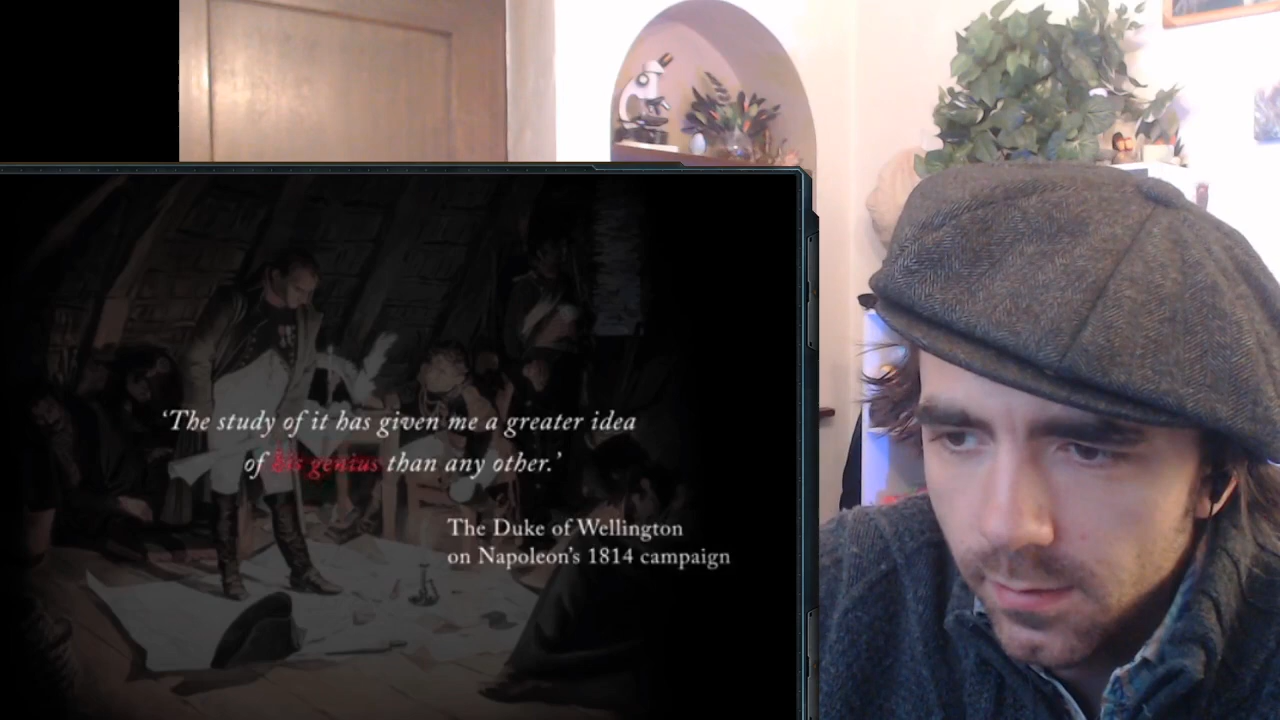 ‘The study of it has given me a greater idea
of his genius than any other.’
The Duke of Wellington
on Napoleon’s 1814 campaign